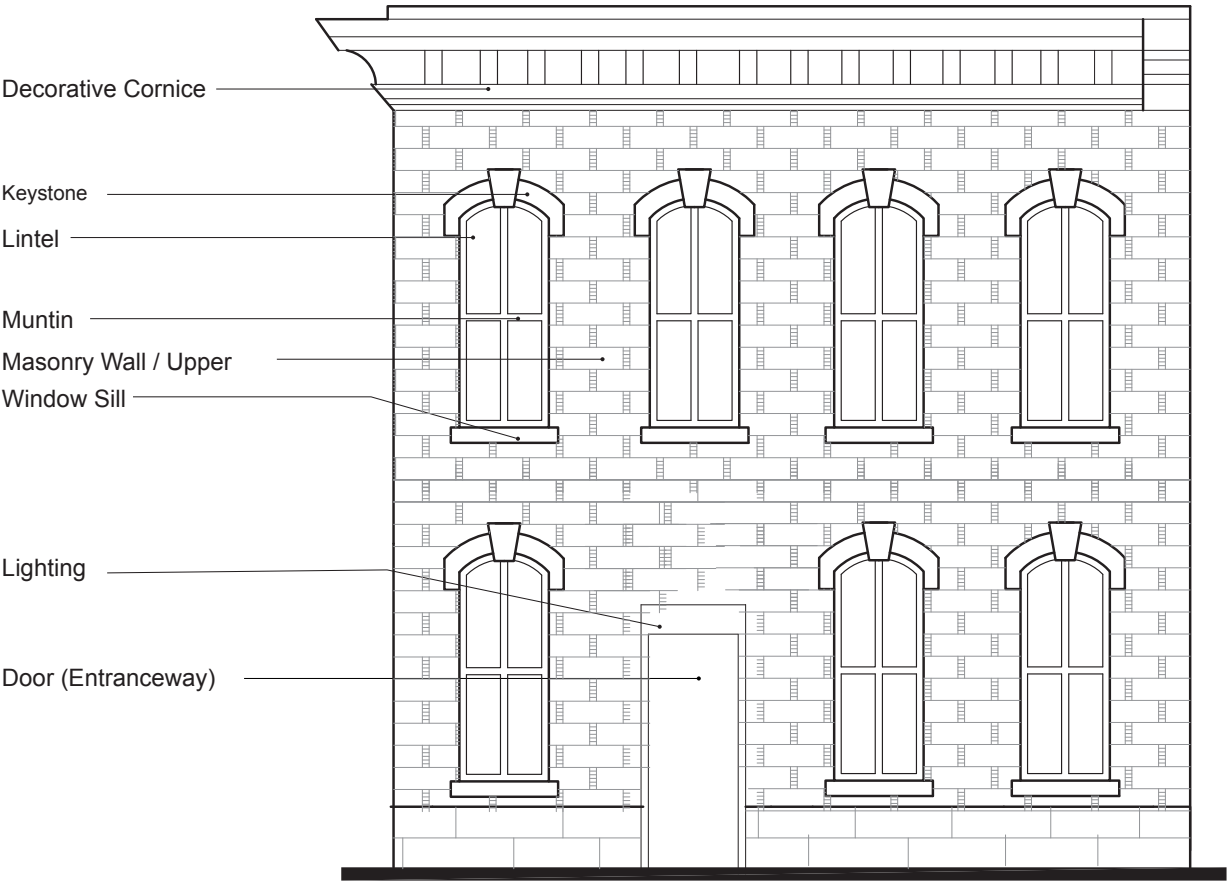 Decorative Cornice
Keystone
Lintel
Muntin
Masonry Wall / Upper
Window Sill
Lighting
Door (Entranceway)